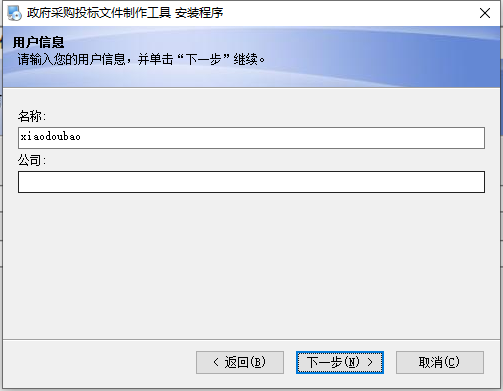 政府采购投标文件制作工具 安装程序
用户信息
请输入您的用户信息，并单击“下一步”继续。
名称:
xiaodoubao
公司:
< 返回(B)
下一步(N) >
取消(C)